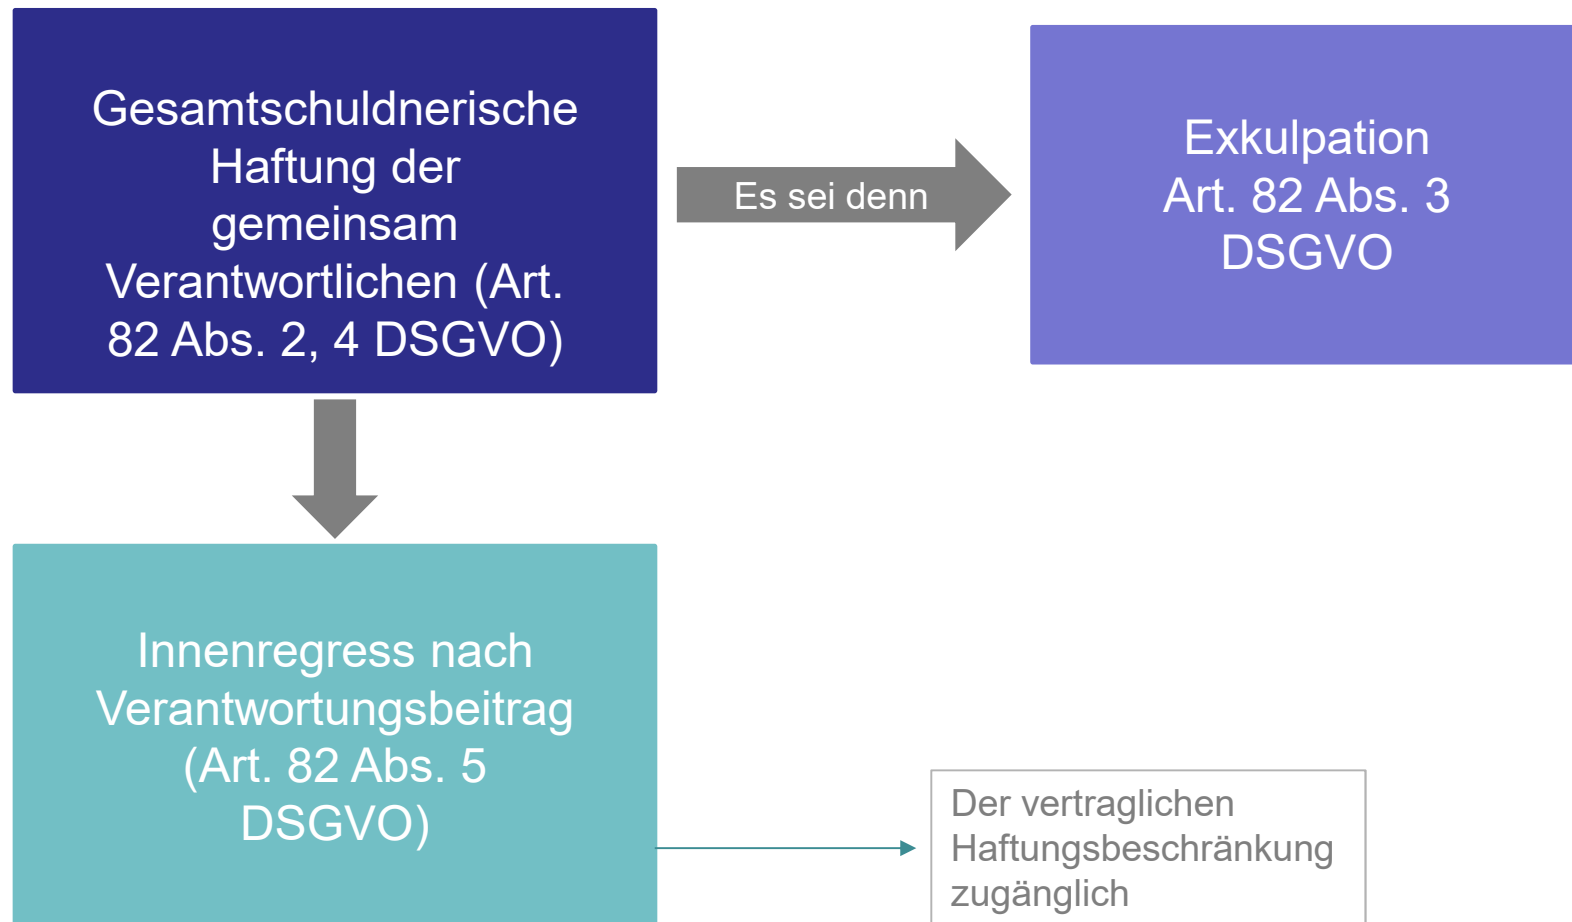 Gesamtschuldnerische
Haftung der
gemeinsam
Verantwortlichen (Art.
82 Abs. 2, 4 DSGVO)
Es sei denn
Exkulpation
Art. 82 Abs. 3
DSGVO
Innenregress nach
Verantwortungsbeitrag
(Art. 82 Abs. 5
DSGVO)
Der vertraglichen
Haftungsbeschränkung
zugänglich